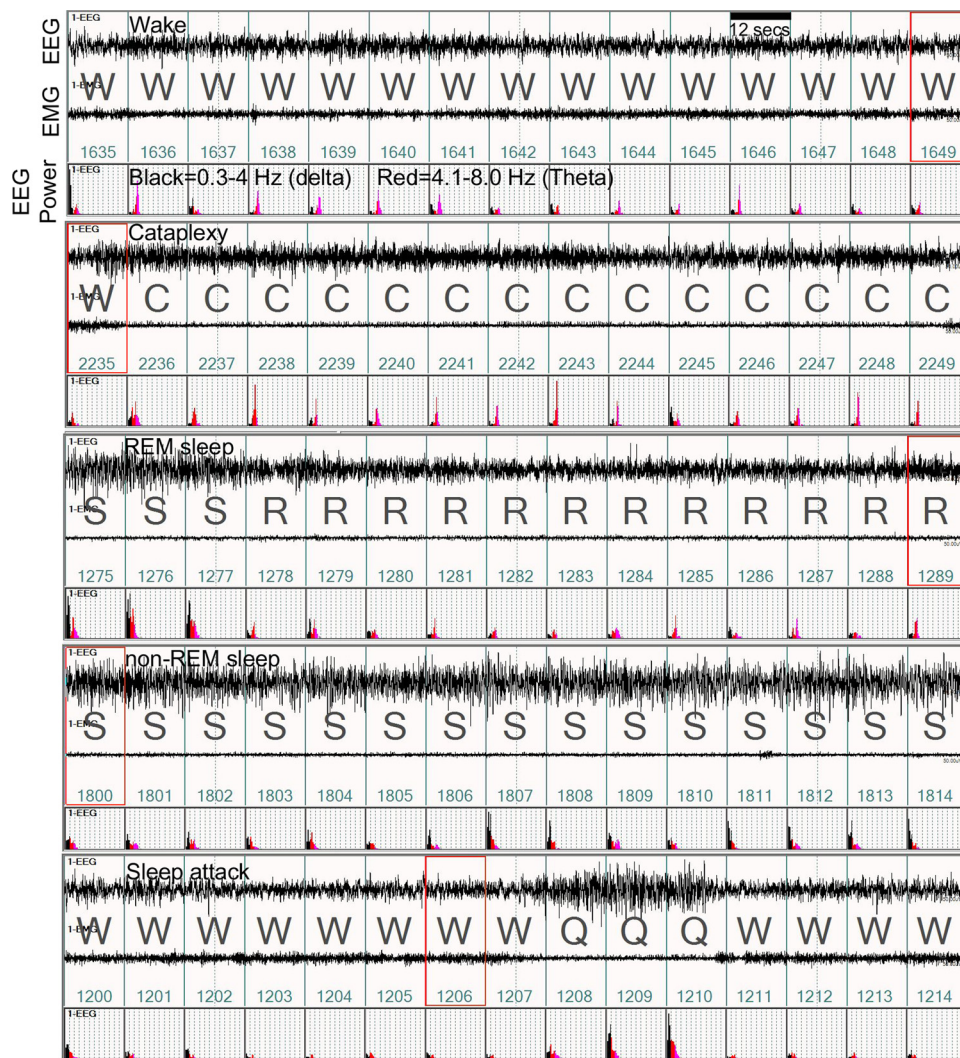 EEG
EMG
EEG
Power
1-EEG Wake 12 secs
1-EMG W W W W W W W W W W W W W W W
1635 1636 1637 1638 1639 1640 1641 1642 1643 1644 1645 1646 1647 1648 1649
1-EEG Black=0.3-4 Hz (delta) Red=4.1-8.0 Hz (Theta)
1-EEG Cataplexy
1-EMG W C C C C C C C C C C C C C C
2235 2236 2237 2238 2239 2240 2241 2242 2243 2244 2245 2246 2247 2248 2249
1-EEG
1-EEG REM sleep
1-EMG S S S R R R R R R R R R R R R
50.00u
1275 1276 1277 1278 1279 1280 1281 1282 1283 1284 1285 1286 1287 1288 1289
1-EEG
1-EEG non-REM sleep
1-EMG S S S S S S S S S S S S S S S
50.00u
1800 1801 1802 1803 1804 1805 1806 1807 1808 1809 1810 1811 1812 1813 1814
1-EEG
1-EEG Sleep attack
1-EMG W W W W W W W W Q Q Q W W W W
1200 1201 1202 1203 1204 1205 1206 1207 1208 1209 1210 1211 1212 1213 1214
1-EEG